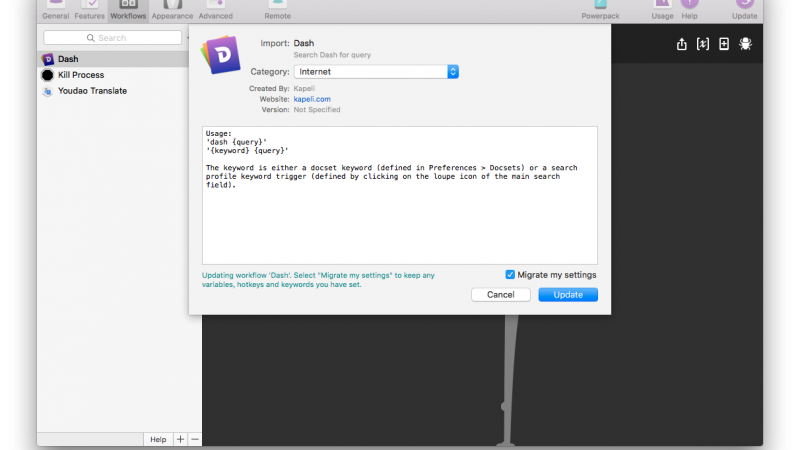 General Features Workflows Appearance Advanced Remote Powerpack Usage Help Update
Search
Dash
Kill Process
Youdao Translate
Import: Dash
Search Dash for query
Category: Internet
Created By: Kapeli
Website: kapeli.com
Version: Not Specified
Usage:
'dash {query}'
'{keyword} {query}'
The keyword is either a docset keyword (defined in Preferences > Docsets) or a search
profile keyword trigger (defined by clicking on the loupe icon of the main search
field).
Updating workflow 'Dash'. Select "Migrate my settings" to keep any
variables, hotkeys and keywords you have set.
Migrate my settings
Cancel Update
Help